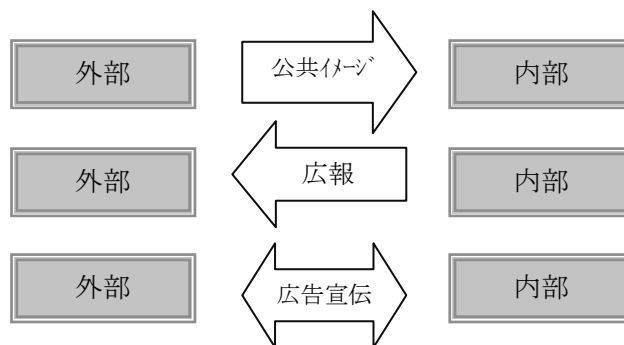 外部 公共ｲﾒｰｼﾞ 内部
外部 広報 内部
外部 広告宣伝 内部